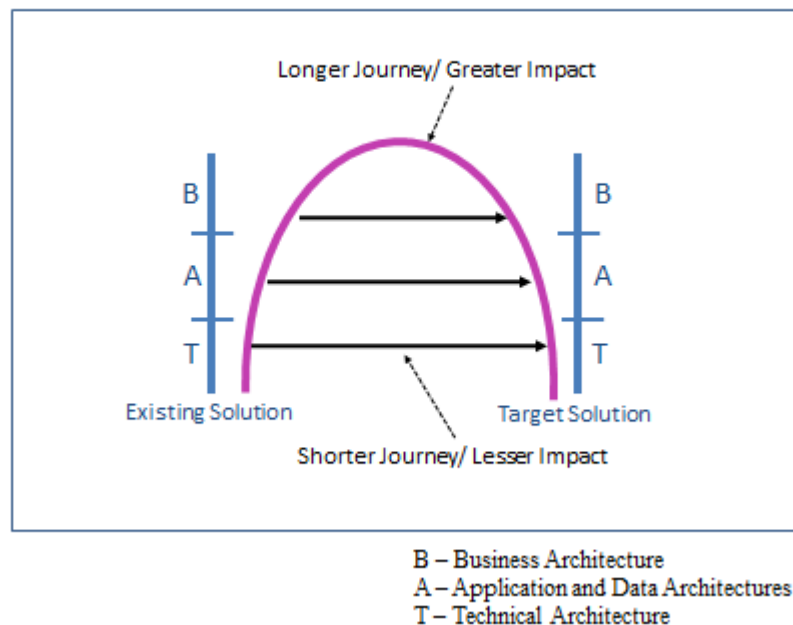 Longer Journey/ Greater Impact
B
B
A
A
T
T
Existing Solution
Target Solution
Shorter Journey/ Lesser Impact
B – Business Architecture
A – Application and Data Architectures
T – Technical Architecture